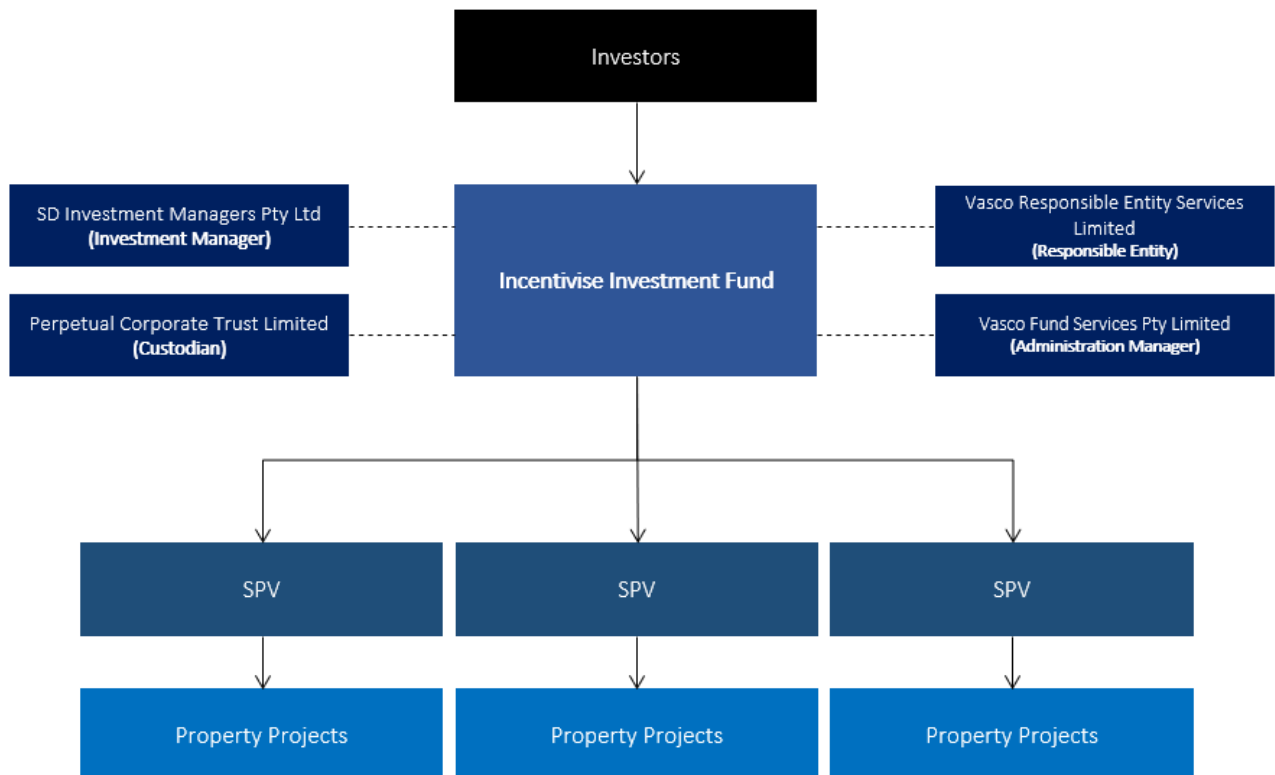 Investors
SD Investment Managers Pty Ltd
(Investment Manager)
Vasco Responsible Entity Services
Limited
(Responsible Entity)
Incentivise Investment Fund
Perpetual Corporate Trust Limited
(Custodian)
Vasco Fund Services Pty Limited
(Administration Manager)
SPV
SPV
SPV
Property Projects
Property Projects
Property Projects